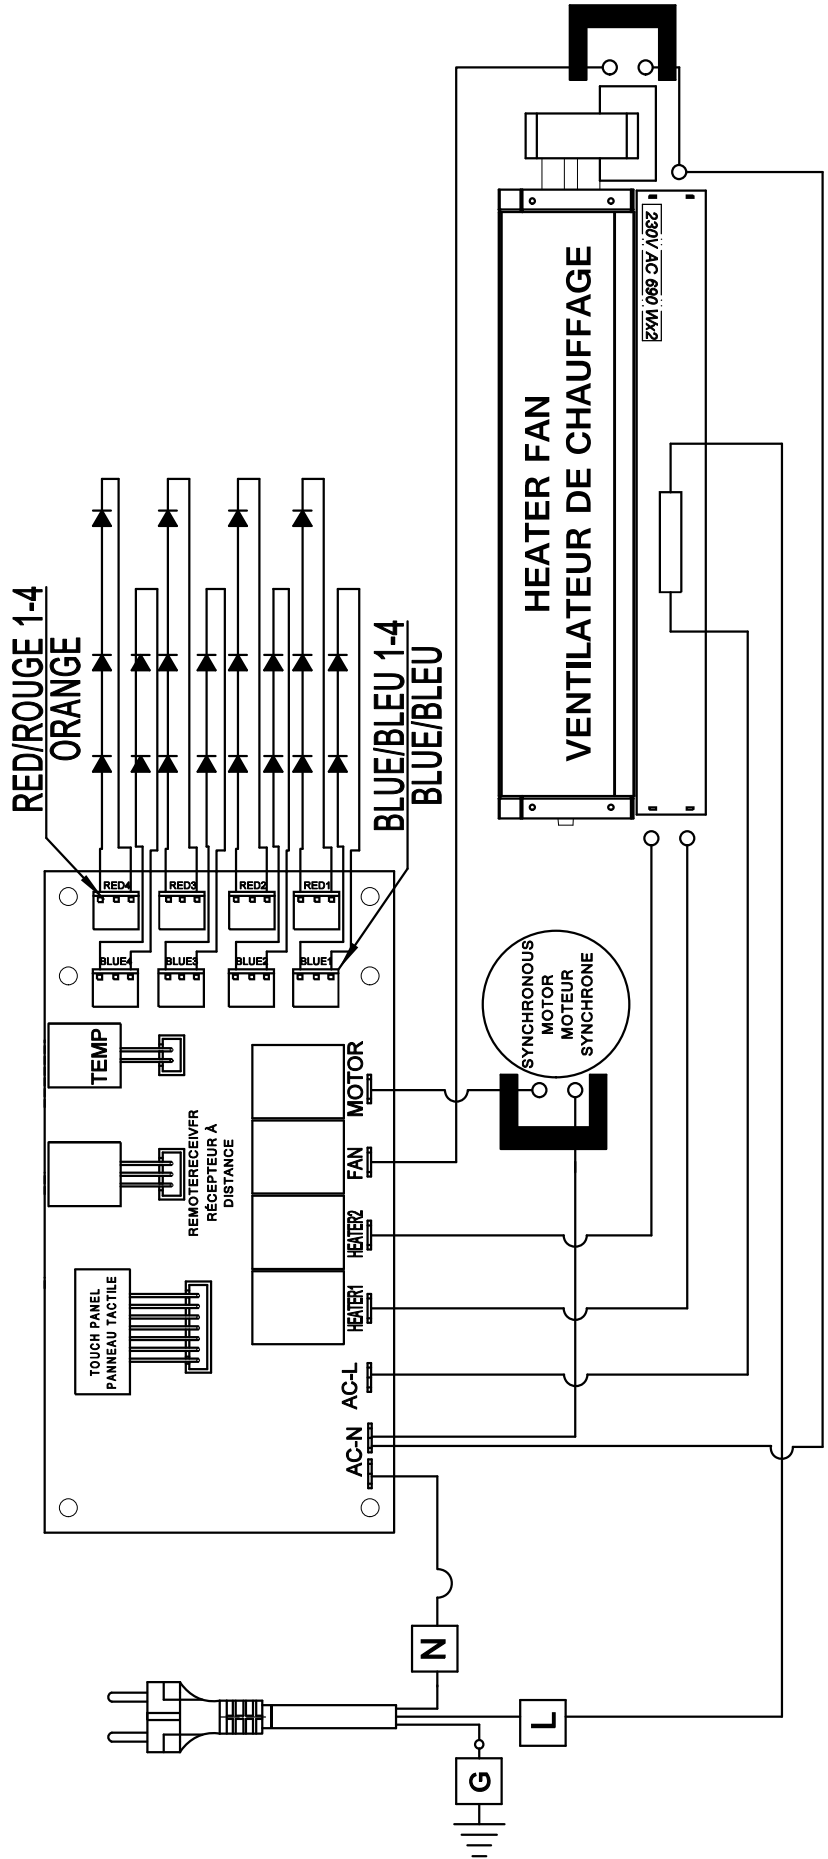 RED/ROUGE 1-4
ORANGE
BLUE/BLEU 1-4
BLUE/BLEU
RED4
RED3
RED2
RED1
BLUE4
BLUE3
BLUE2
BLUE1
TEMP
REMOTERECEIVFR
RÉCEPTEUR À
DISTANCE
TOUCH PANEL
PANNEAU TACTILE
MOTOR
FAN
HEATER2
HEATER1
AC-L
AC-N
SYNCHRONOUS
MOTOR
MOTEUR
SYNCHRONE
HEATER FAN
VENTILATEUR DE CHAUFFAGE
230V AC 690 Wx2
N
L
G